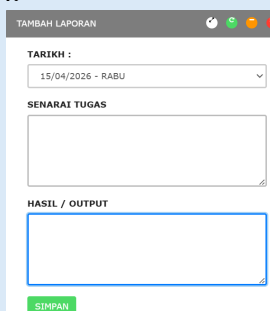 TAMBAH LAPORAN
TARIKH :
15/04/2026 - RABU
SENARAI TUGAS
HASIL / OUTPUT
SIMPAN